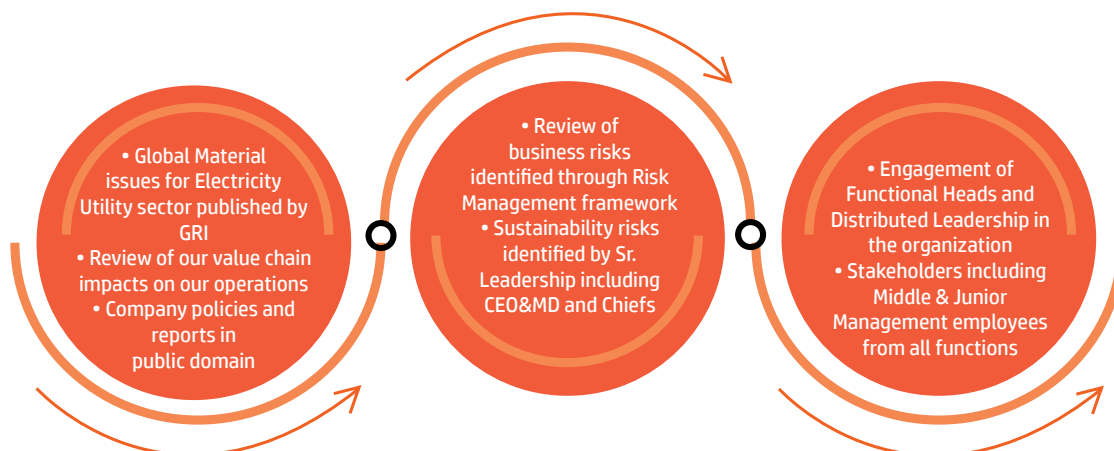 • Global Material
issues for Electricity
Utility sector published by
GRI
• Review of our value chain
impacts on our operations
• Company policies and
reports in
public domain
• Review of
business risks
identified through Risk
Management framework
• Sustainability risks
identified by Sr.
Leadership including
CEO&MD and Chiefs
• Engagement of
Functional Heads and
Distributed Leadership in
the organization
• Stakeholders including
Middle & Junior
Management employees
from all functions